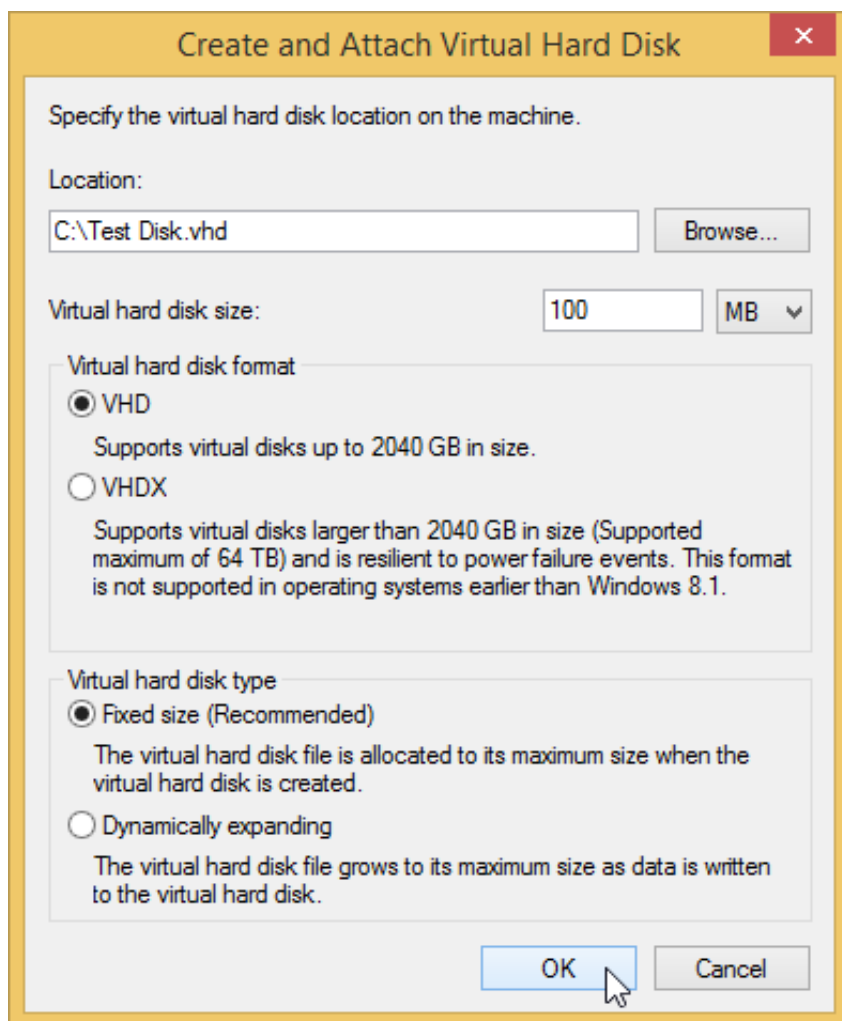 Create and Attach Virtual Hard Disk
Specify the virtual hard disk location on the machine.
Location:
C:\Test Disk.vhd
Browse...
Virtual hard disk size:
100
MB
Virtual hard disk format
VHD
Supports virtual disks up to 2040 GB in size.
VHDX
Supports virtual disks larger than 2040 GB in size (Supported
maximum of 64 TB) and is resilient to power failure events. This format
is not supported in operating systems earlier than Windows 8.1.
Virtual hard disk type
Fixed size (Recommended)
The virtual hard disk file is allocated to its maximum size when the
virtual hard disk is created.
Dynamically expanding
The virtual hard disk file grows to its maximum size as data is written
to the virtual hard disk.
OK
Cancel